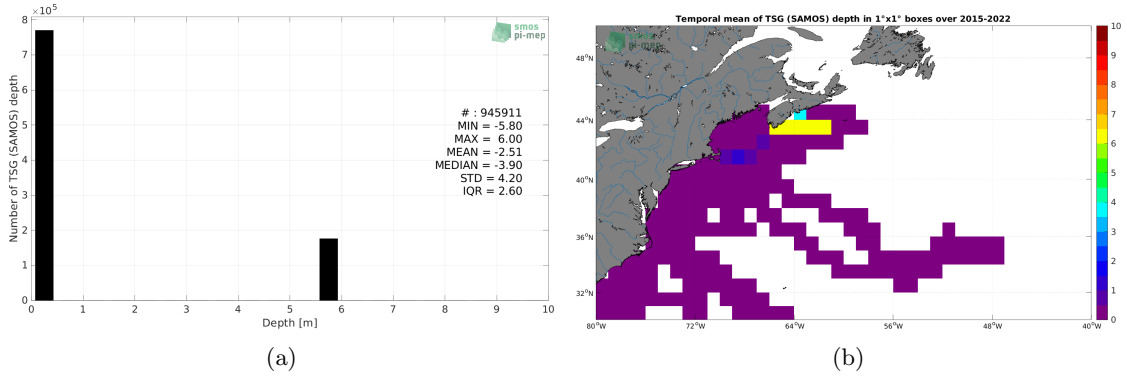 ×10⁵
8
7
6
5
4
3
2
1
0
Number of TSG (SAMOS) depth
smos
pi-mep
# : 945911
MIN = -5.80
MAX = 6.00
MEAN = -2.51
MEDIAN = -3.90
STD = 4.20
IQR = 2.60
0 1 2 3 4 5 6 7 8 9 10
Depth [m]
(a)
Temporal mean of TSG (SAMOS) depth in 1°x1° boxes over 2015-2022
smos
pi-mep
48°N
44°N
40°N
36°N
32°N
80°W 72°W 64°W 56°W 48°W 40°W
10
9
8
7
6
5
4
3
2
1
0
(b)